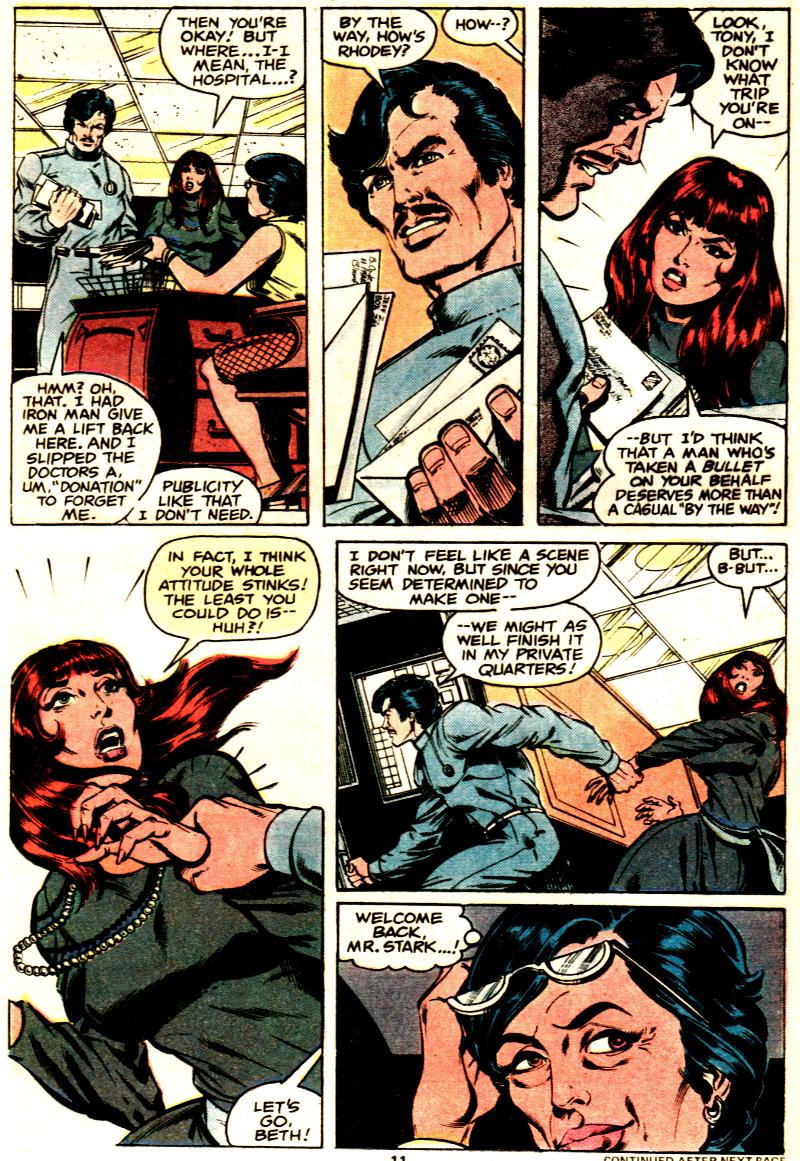 THEN YOU'RE
OKAY! BUT
WHERE...I-I
MEAN, THE
HOSPITAL...?
HMM? OH,
THAT. I HAD
IRON MAN GIVE
ME A LIFT BACK
HERE. AND I
SLIPPED THE
DOCTORS A,
UM, "DONATION"
TO FORGET
ME.
PUBLICITY
LIKE THAT
I DON'T NEED.
BY THE
WAY, HOW'S
RHODEY?
HOW--?
LOOK,
TONY, I
DON'T
KNOW
WHAT
TRIP
YOU'RE
ON--
--BUT I'D THINK
THAT A MAN WHO'S
TAKEN A BULLET
ON YOUR BEHALF
DESERVES MORE THAN
A CASUAL "BY THE WAY"!
IN FACT, I THINK
YOUR WHOLE
ATTITUDE STINKS!
THE LEAST YOU
COULD DO IS--
HUH?!
LET'S
GO,
BETH!
I DON'T FEEL LIKE A SCENE
RIGHT NOW, BUT SINCE YOU
SEEM DETERMINED TO
MAKE ONE--
--WE MIGHT AS
WELL FINISH IT
IN MY PRIVATE
QUARTERS!
BUT...
B-BUT...
WELCOME
BACK,
MR. STARK....!
11
CONTINUED AFTER NEXT PAGE